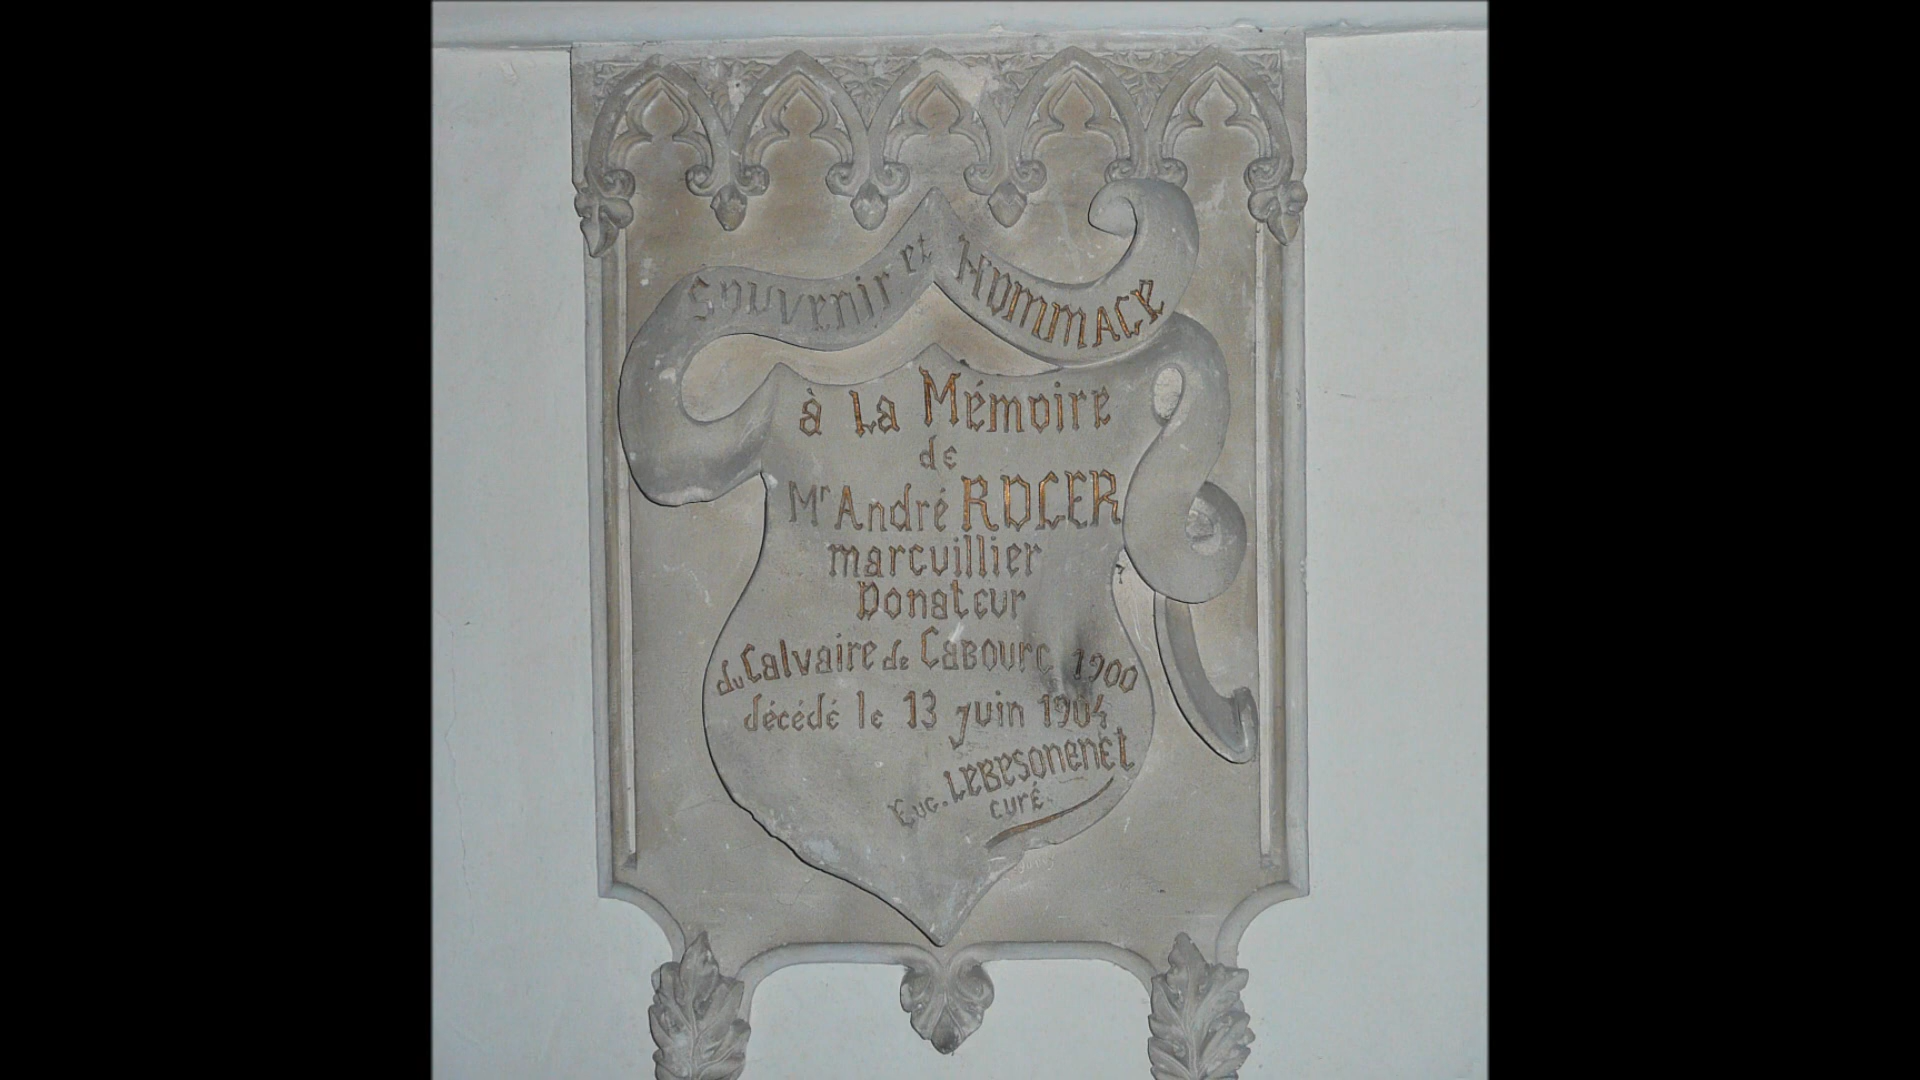 Souvenir et HOMMAGE
à la Mémoire
de
Mr André ROGER
marguillier
Donateur
du Calvaire de CABOURG 1900
décédé le 13 juin 1904
Eug. LEBESONENET
curé